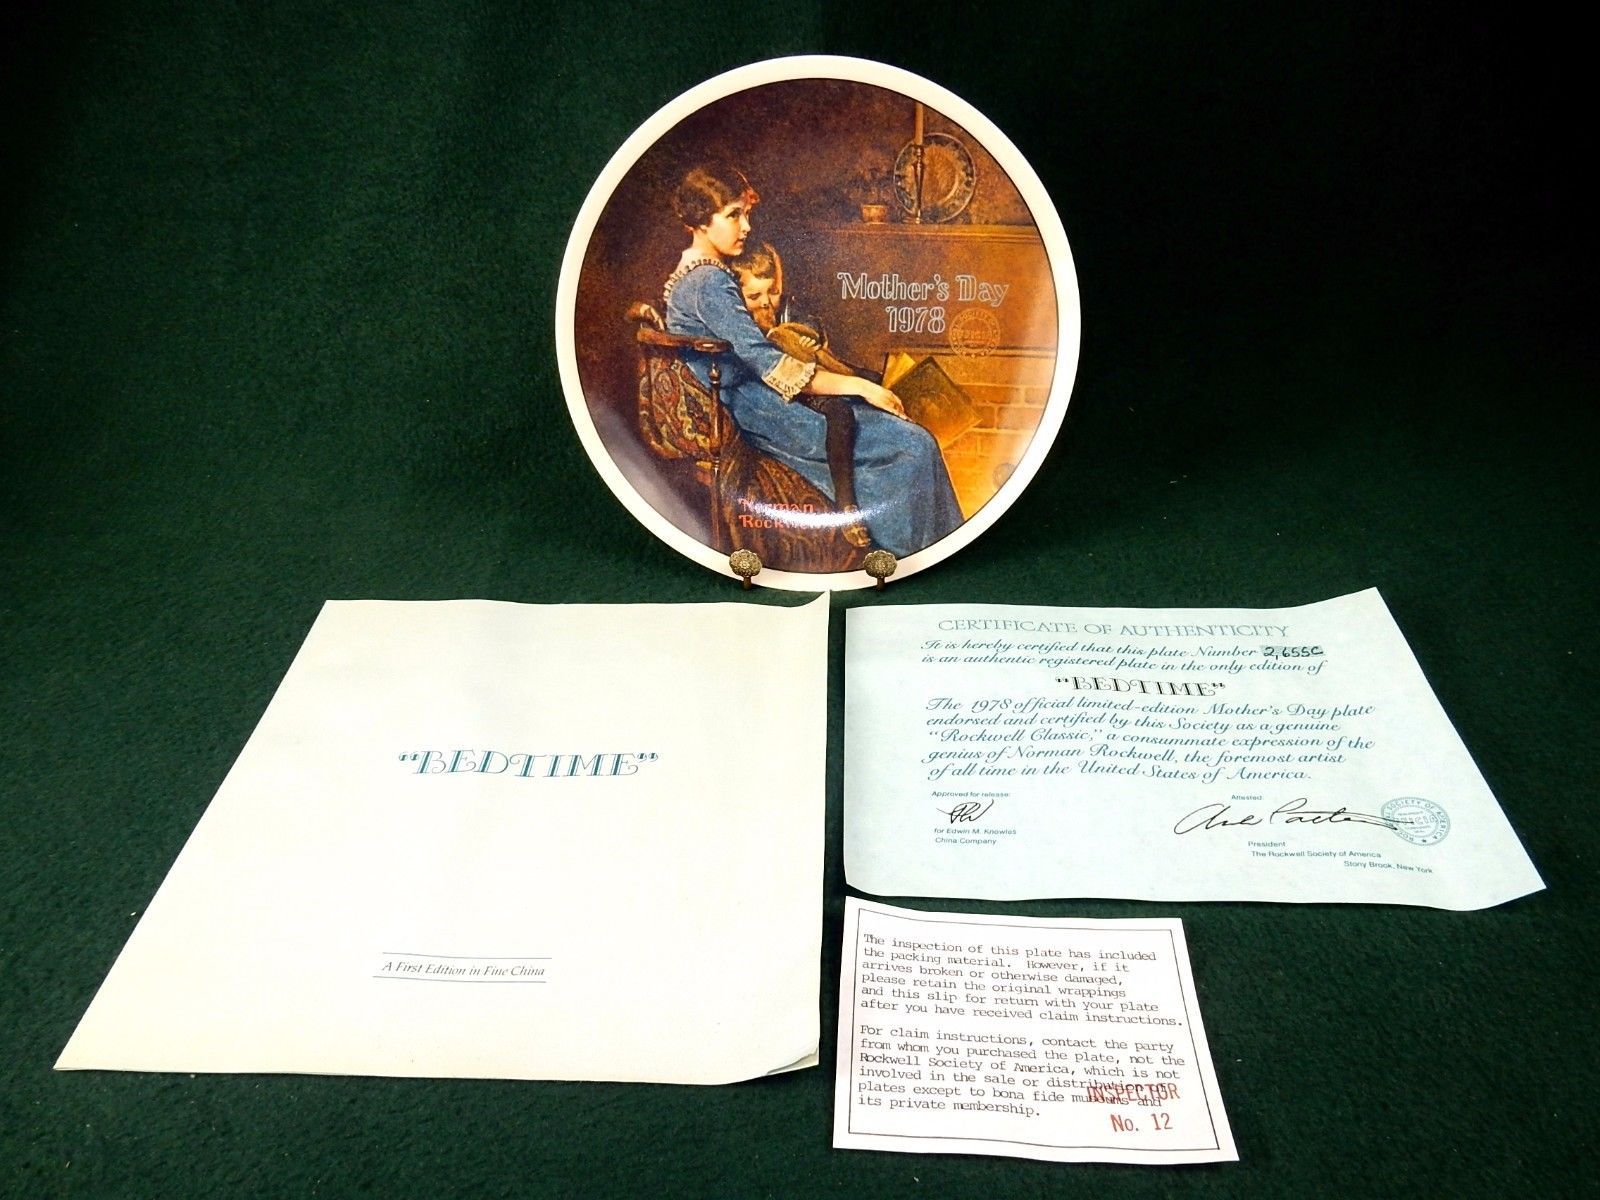 Mother's Day
1978
Norman
Rockwell
"BEDTIME"
A First Edition in Fine China
CERTIFICATE OF AUTHENTICITY
It is hereby certified that this plate Number 2,655C
is an authentic registered plate in the only edition of
"BEDTIME"
The 1978 official limited-edition Mother's Day plate
endorsed and certified by this Society as a genuine
"Rockwell Classic," a consummate expression of the
genius of Norman Rockwell, the foremost artist
of all time in the United States of America.
Approved for release:
for Edwin M. Knowles
China Company
Attested:
SOCIETY OF AMERICA
President
The Rockwell Society of America
Stony Brook, New York
The inspection of this plate has included
the packing material. However, if it
arrives broken or otherwise damaged,
please retain the original wrappings
and this slip for return with your plate
after you have received claim instructions.
For claim instructions, contact the party
from whom you purchased the plate, not the
Rockwell Society of America, which is not
involved in the sale or distribution of
plates except to bona fide museums and
its private membership.
INSPECTOR
No. 12